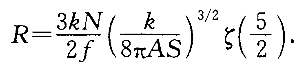 R = \frac{3kN}{2f} \left( \frac{k}{8\pi AS} \right)^{3/2} \zeta \left( \frac{5}{2} \right).